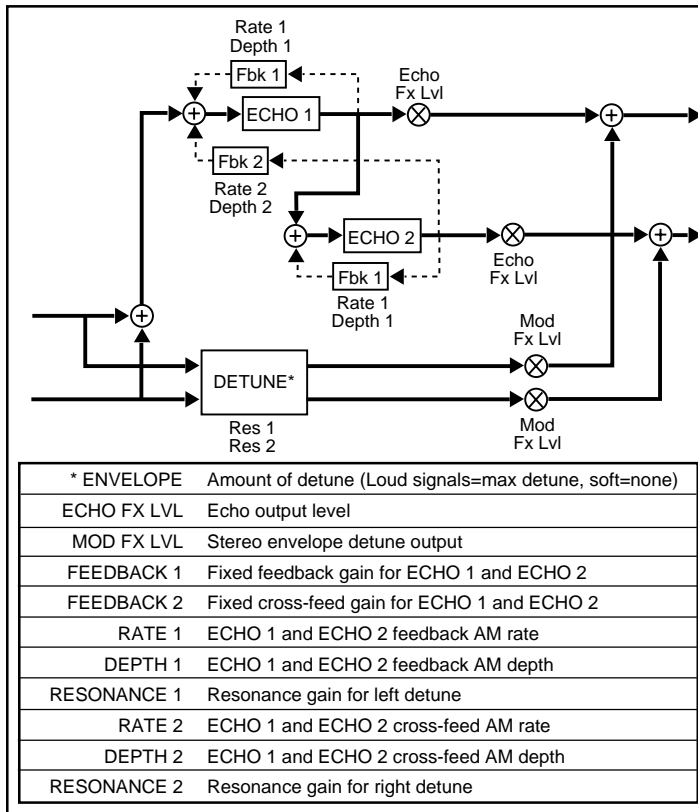 Rate 1
Depth 1
Fbk 1
Echo
Fx Lvl
ECHO 1
Fbk 2
Rate 2
Depth 2
ECHO 2
Echo
Fx Lvl
Fbk 1
Rate 1
Depth 1
Mod
Fx Lvl
DETUNE*
Mod
Fx Lvl
Res 1
Res 2
* ENVELOPE Amount of detune (Loud signals=max detune, soft=none)
ECHO FX LVL Echo output level
MOD FX LVL Stereo envelope detune output
FEEDBACK 1 Fixed feedback gain for ECHO 1 and ECHO 2
FEEDBACK 2 Fixed cross-feed gain for ECHO 1 and ECHO 2
RATE 1 ECHO 1 and ECHO 2 feedback AM rate
DEPTH 1 ECHO 1 and ECHO 2 feedback AM depth
RESONANCE 1 Resonance gain for left detune
RATE 2 ECHO 1 and ECHO 2 cross-feed AM rate
DEPTH 2 ECHO 1 and ECHO 2 cross-feed AM depth
RESONANCE 2 Resonance gain for right detune